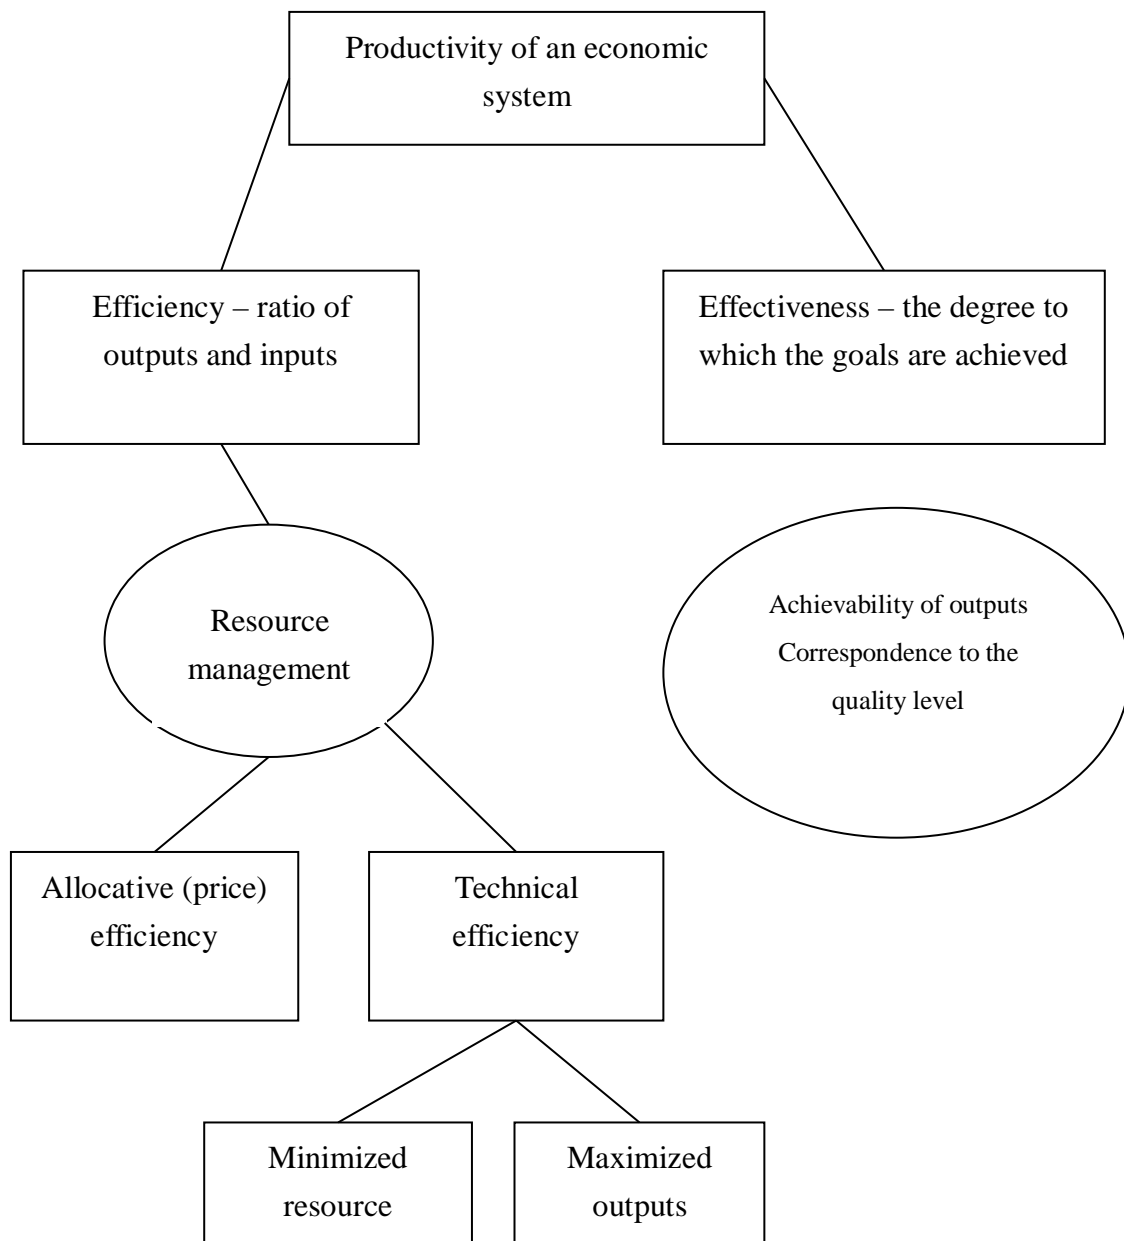 Productivity of an economic
system
Efficiency – ratio of
outputs and inputs
Effectiveness – the degree to
which the goals are achieved
Resource
management
Achievability of outputs
Correspondence to the
quality level
Allocative (price)
efficiency
Technical
efficiency
Minimized
resource
Maximized
outputs